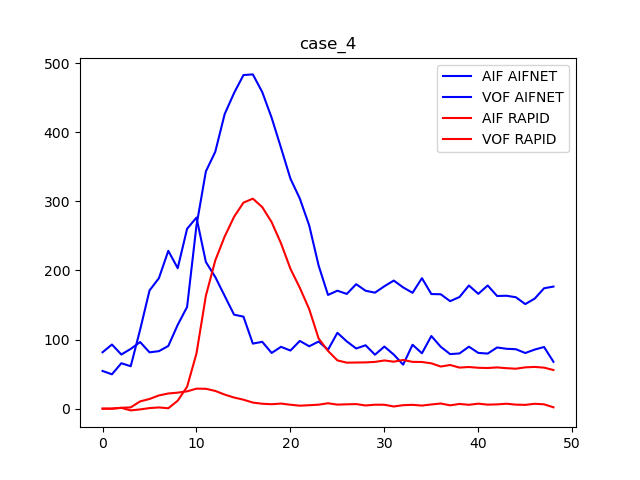 case_4
500
400
300
200
100
0
0 10 20 30 40 50
AIF AIFNET
VOF AIFNET
AIF RAPID
VOF RAPID